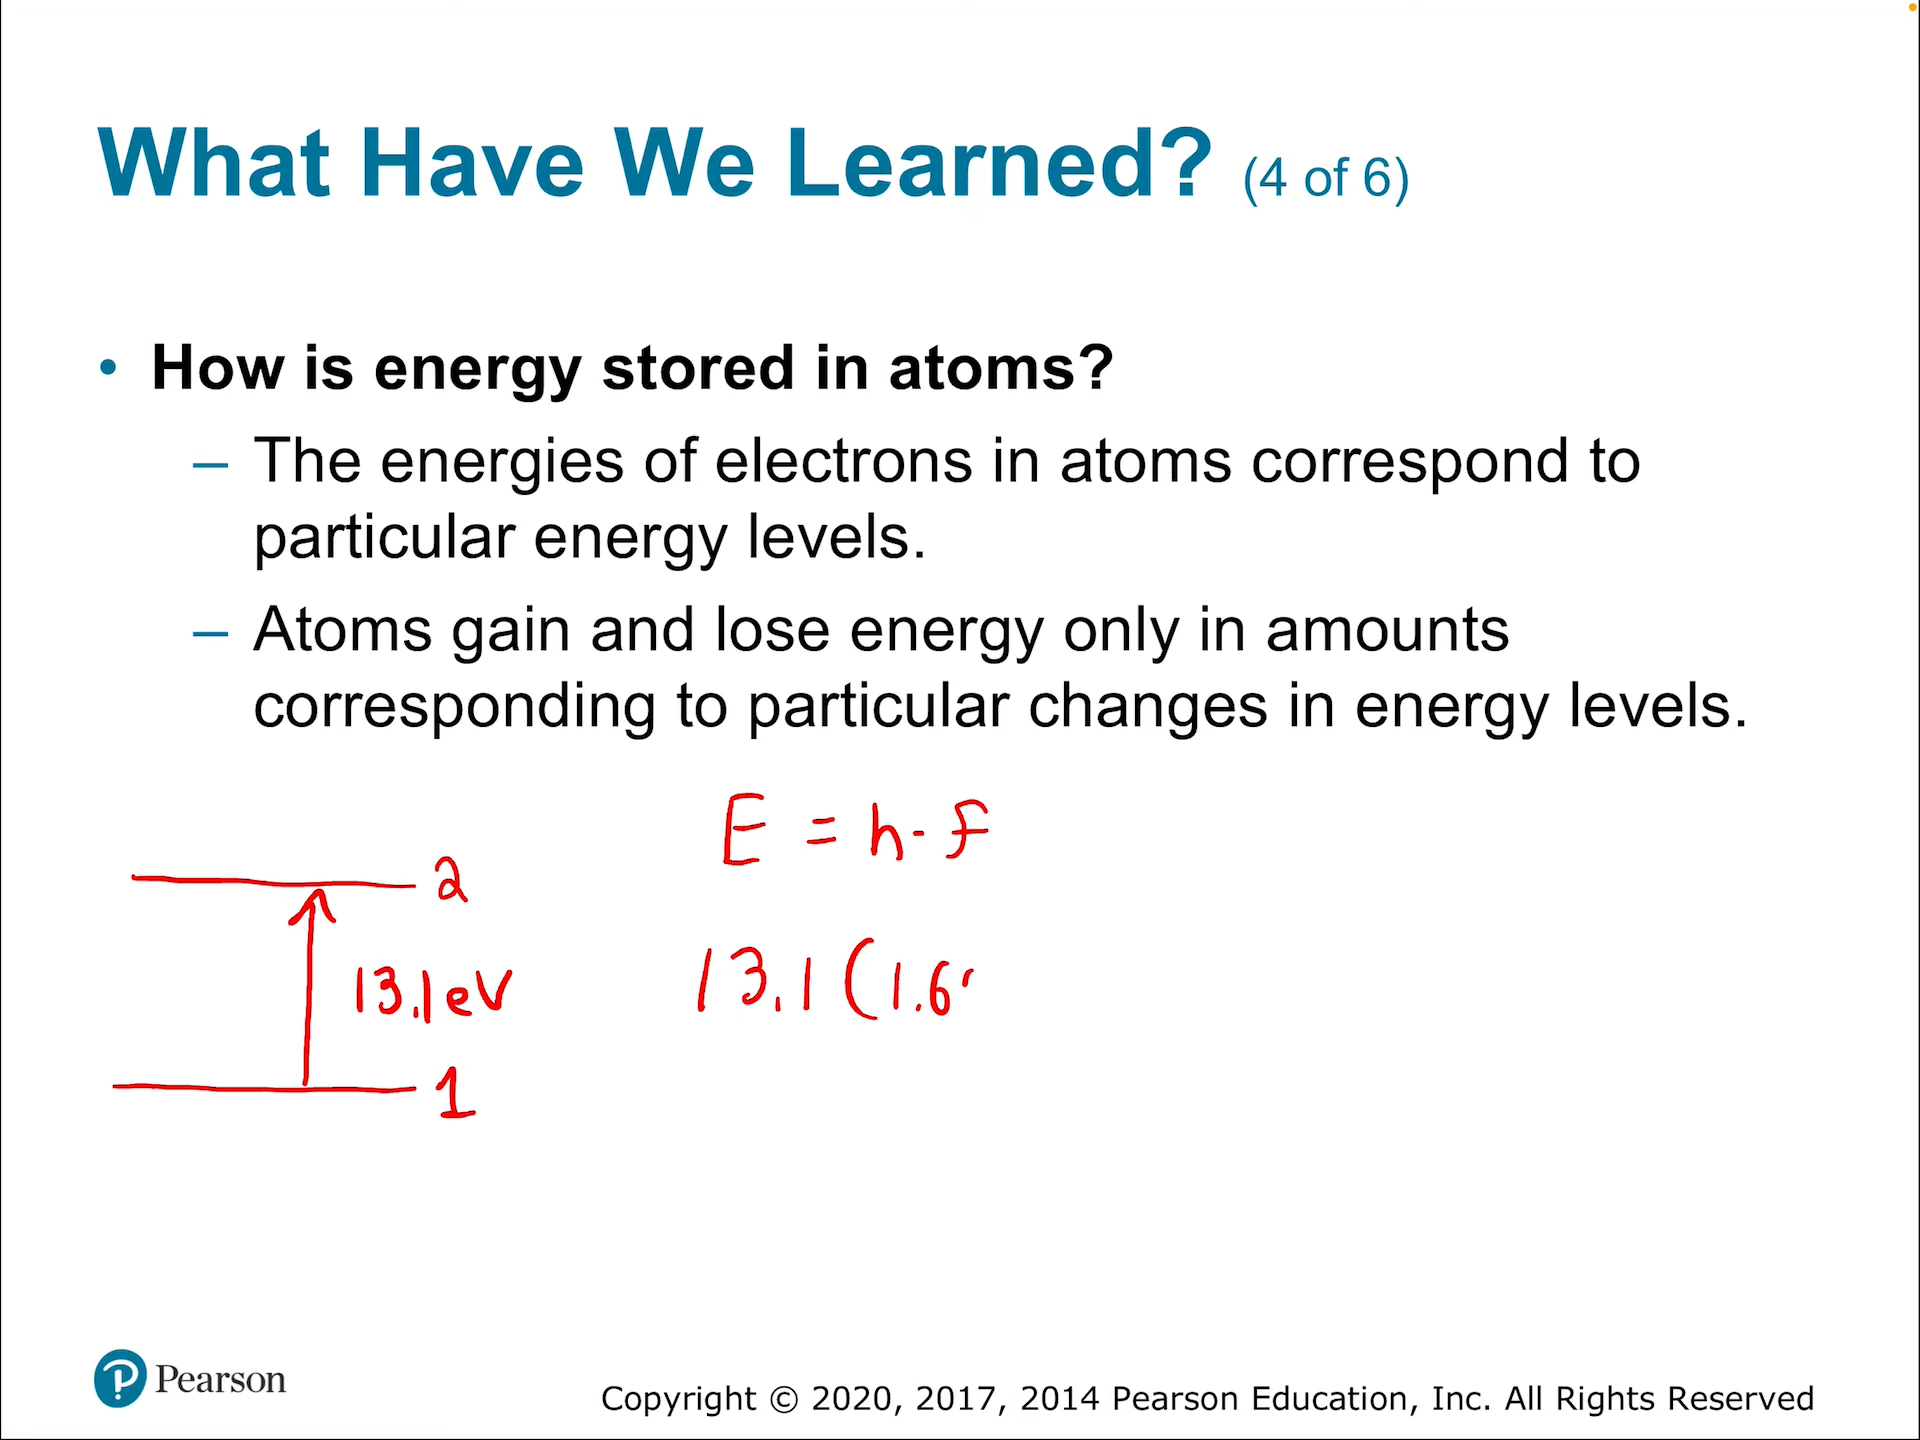 What Have We Learned? (4 of 6)
• How is energy stored in atoms?
– The energies of electrons in atoms correspond to
particular energy levels.
– Atoms gain and lose energy only in amounts
corresponding to particular changes in energy levels.
E = h · f
2
13.1eV
13.1(1.6
1
Pearson
Copyright © 2020, 2017, 2014 Pearson Education, Inc. All Rights Reserved